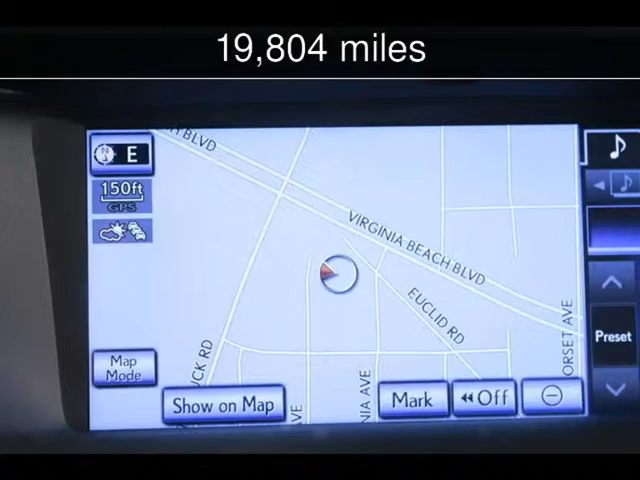 19,804 miles
BLVD
N
E
150ft
GPS
VIRGINIA BEACH BLVD
EUCLID RD
Preset
Map
Mode
RD
Show on Map
AVE
Mark
Off